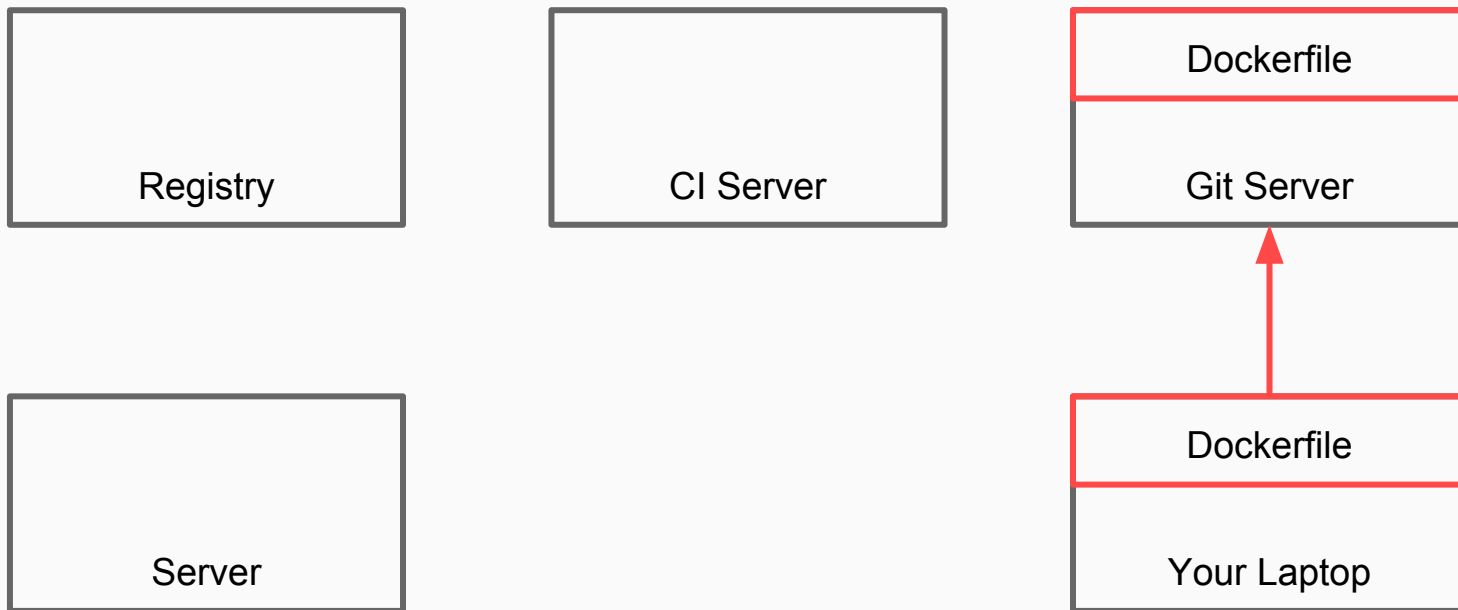 Dockerfile
Registry
CI Server
Git Server
Dockerfile
Server
Your Laptop